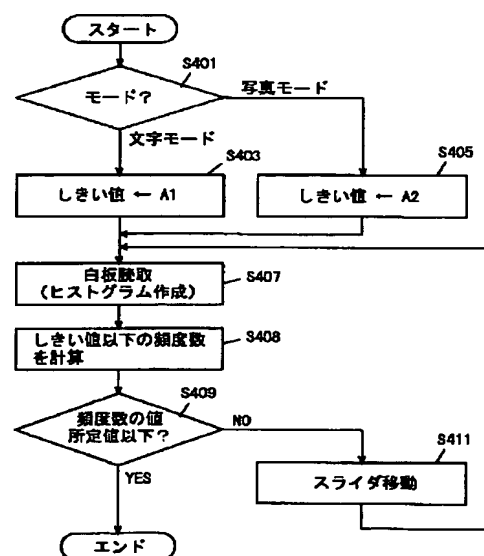 スタート
S401
モード?
写真モード
文字モード
S403
S405
しきい値 ← A1
しきい値 ← A2
白板読取
(ヒストグラム作成)
S407
しきい値以下の頻度数
を計算
S408
S409
頻度数の値
所定値以下?
NO
YES
S411
スライダ移動
エンド